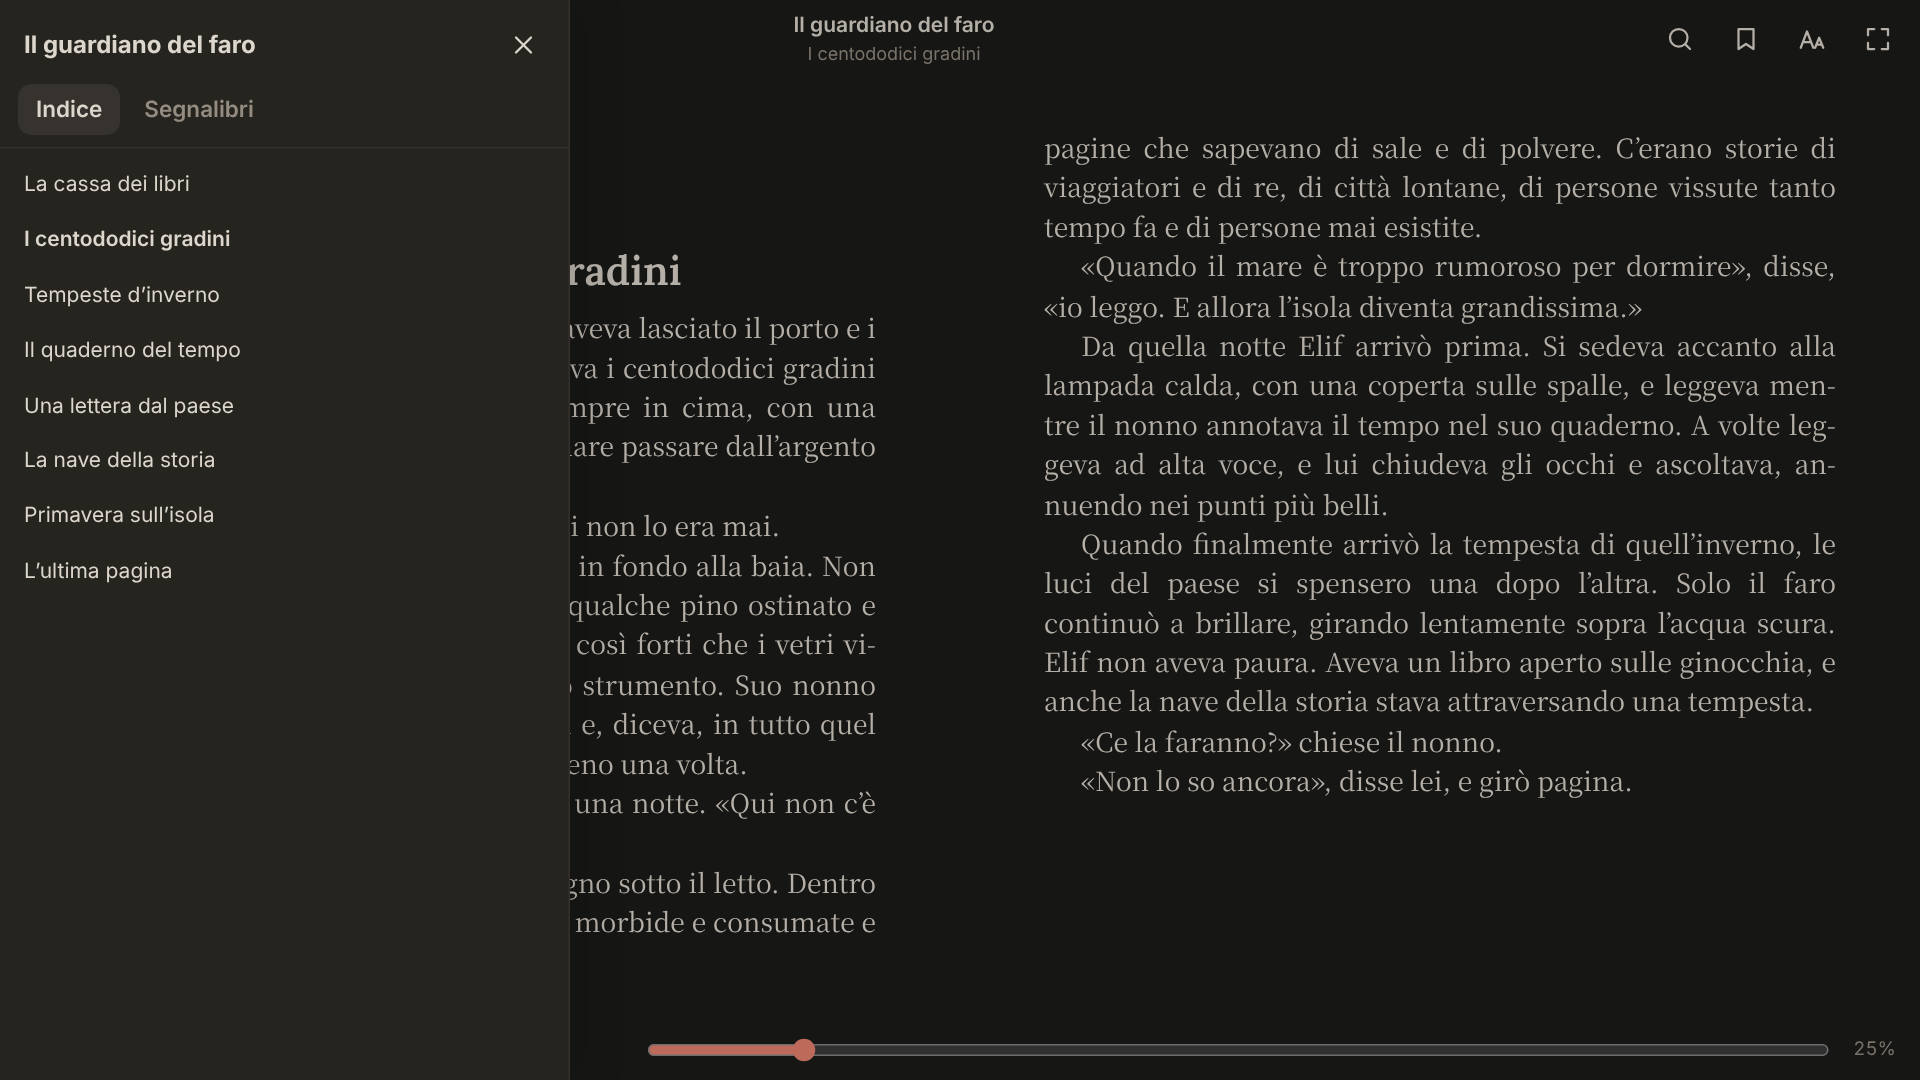 Il guardiano del faro
Indice
Segnalibri
La cassa dei libri
I centododici gradini
Tempeste d’inverno
Il quaderno del tempo
Una lettera dal paese
La nave della storia
Primavera sull’isola
L’ultima pagina
Il guardiano del faro
I centododici gradini
aveva lasciato il porto e i
i centododici gradini
in cima, con una
passare dall’argento
non lo era mai.
in fondo alla baia. Non
qualche pino ostinato e
così forti che i vetri vi-
strumento. Suo nonno
e, diceva, in tutto quel
una volta.
una notte. «Qui non c’è
sotto il letto. Dentro
morbide e consumate e
pagine che sapevano di sale e di polvere. C’erano storie di
viaggiatori e di re, di città lontane, di persone vissute tanto
tempo fa e di persone mai esistite.
«Quando il mare è troppo rumoroso per dormire», disse,
«io leggo. E allora l’isola diventa grandissima.»
Da quella notte Elif arrivò prima. Si sedeva accanto alla
lampada calda, con una coperta sulle spalle, e leggeva men-
tre il nonno annotava il tempo nel suo quaderno. A volte leg-
geva ad alta voce, e lui chiudeva gli occhi e ascoltava, an-
nuendo nei punti più belli.
Quando finalmente arrivò la tempesta di quell’inverno, le
luci del paese si spensero una dopo l’altra. Solo il faro
continuò a brillare, girando lentamente sopra l’acqua scura.
Elif non aveva paura. Aveva un libro aperto sulle ginocchia, e
anche la nave della storia stava attraversando una tempesta.
«Ce la faranno?» chiese il nonno.
«Non lo so ancora», disse lei, e girò pagina.
25%